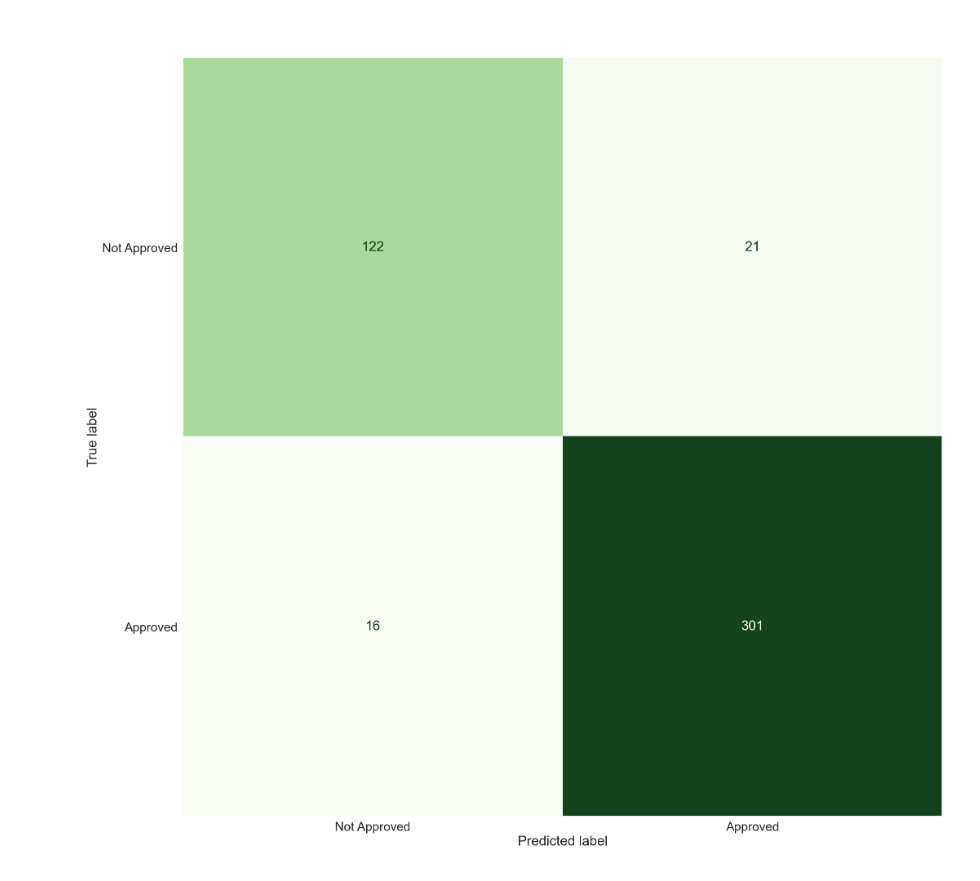 Not Approved
122
21
True label
Approved
16
301
Not Approved
Approved
Predicted label